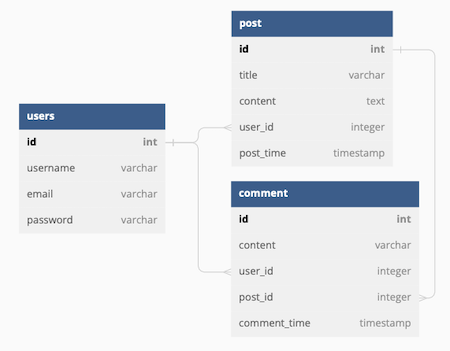 post
id int
title varchar
content text
user_id integer
post_time timestamp
users
id int
username varchar
email varchar
password varchar
comment
id int
content varchar
user_id integer
post_id integer
comment_time timestamp